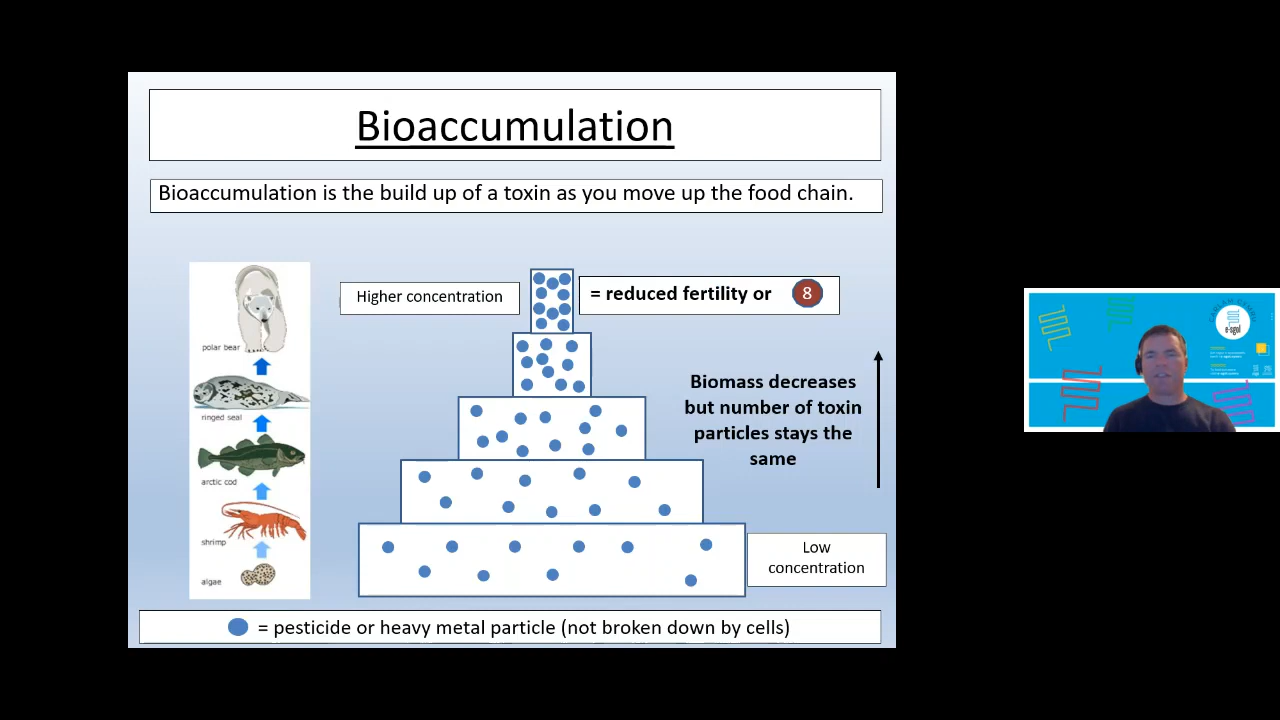 Bioaccumulation
Bioaccumulation is the build up of a toxin as you move up the food chain.
polar bear
ringed seal
arctic cod
shrimp
algae
Higher concentration
= reduced fertility or
8
Biomass decreases
but number of toxin
particles stays the
same
Low
concentration
= pesticide or heavy metal particle (not broken down by cells)
e-sgol